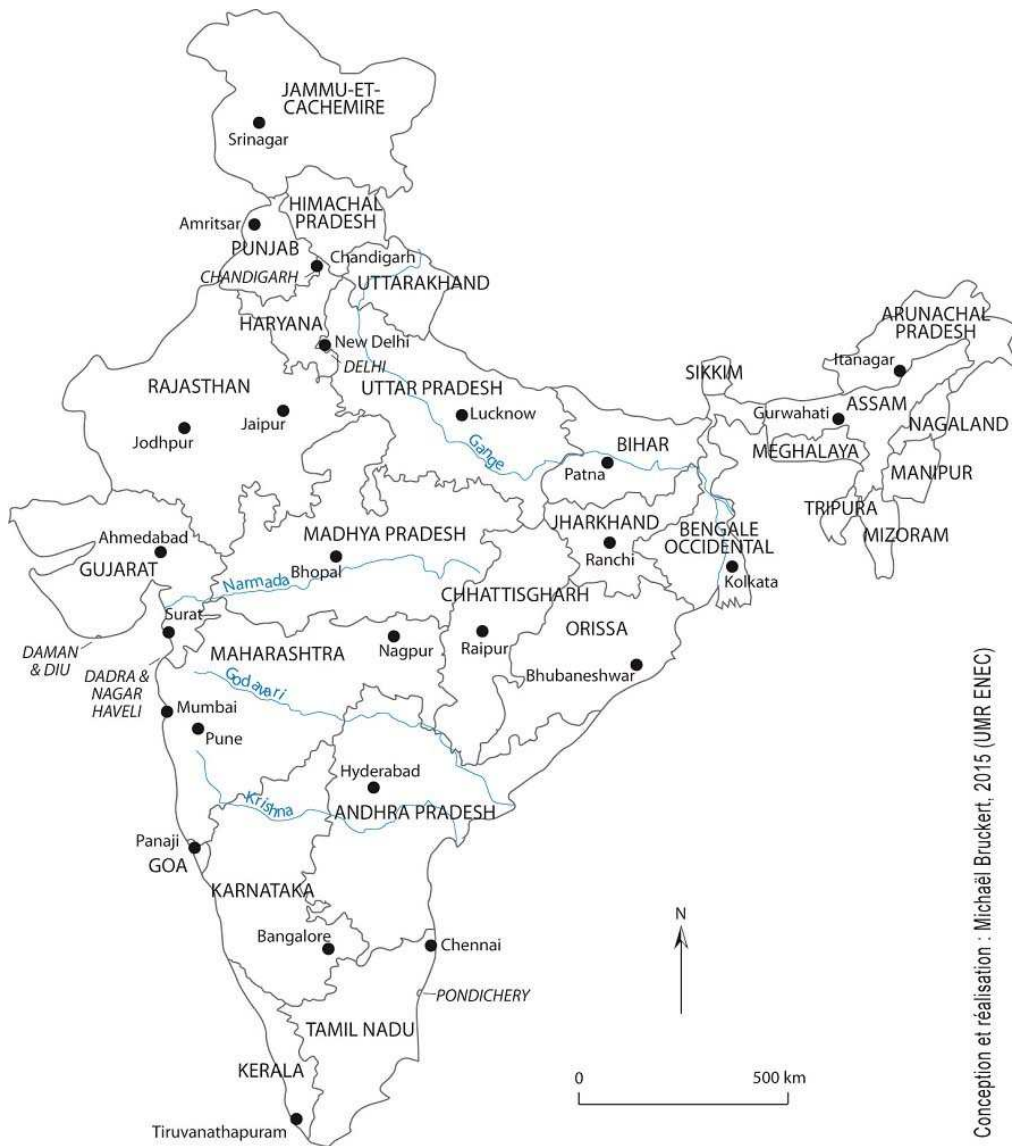 JAMMU-ET-
CACHEMIRE
Srinagar
HIMACHAL
PRADESH
Amritsar
PUNJAB
Chandigarh
CHANDIGARH
UTTARAKHAND
HARYANA
New Delhi
DELHI
ARUNACHAL
PRADESH
Itanagar
SIKKIM
RAJASTHAN
UTTAR PRADESH
Lucknow
Jaipur
Jodhpur
Gange
BIHAR
Patna
Gurwahati
ASSAM
NAGALAND
MEGHALAYA
MANIPUR
TRIPURA
MIZORAM
Ahmedabad
GUJARAT
MADHYA PRADESH
Bhopal
Narmada
JHARKHAND
Ranchi
BENGALE
OCCIDENTAL
Kolkata
CHHATTISGHARH
Surat
DAMAN
& DIU
DADRA &
NAGAR
HAVELI
MAHARASHTRA
Nagpur
Raipur
ORISSA
Bhubaneshwar
Godavari
Mumbai
Pune
Hyderabad
Krishna
ANDHRA PRADESH
Panaji
GOA
KARNATAKA
Bangalore
Chennai
PONDICHERY
TAMIL NADU
KERALA
Tiruvanathapuram
N
0
500 km
Conception et réalisation : Michaël Bruckert, 2015 (UMR ENEC)